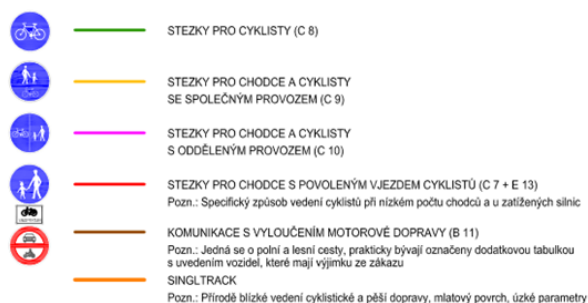 STEZKY PRO CYKLISTY (C 8)
STEZKY PRO CHODCE A CYKLISTY
SE SPOLEČNÝM PROVOZEM (C 9)
STEZKY PRO CHODCE A CYKLISTY
S ODDĚLENÝM PROVOZEM (C 10)
STEZKY PRO CHODCE S POVOLENÝM VJEZDEM CYKLISTŮ (C 7 + E 13)
Pozn.: Specifický způsob vedení cyklistů při nízkém počtu chodců a u zatížených silnic
KOMUNIKACE S VYLOUČENÍM MOTOROVÉ DOPRAVY (B 11)
Pozn.: Jedná se o polní a lesní cesty, prakticky bývají označeny dodatkovou tabulkou
s uvedením vozidel, které mají výjimku ze zákazu
SINGLTRACK
Pozn.: Přírodě blízké vedení cyklistické a pěší dopravy, mlatový povrch, úzké parametry